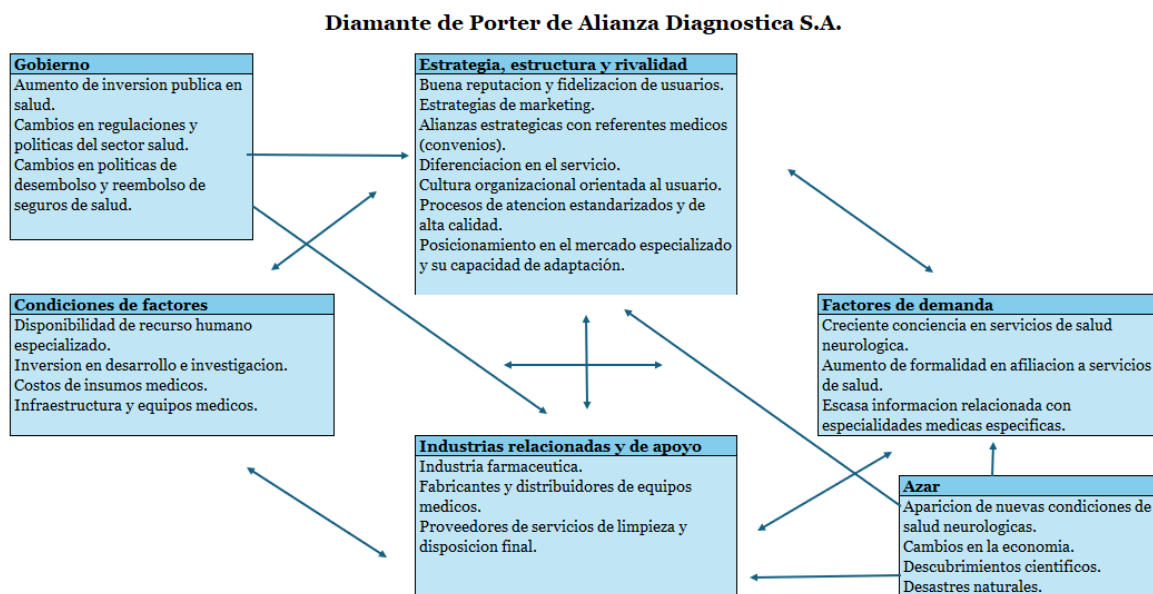 Diamante de Porter de Alianza Diagnostica S.A.
Gobierno
Aumento de inversion publica en
salud.
Cambios en regulaciones y
politicas del sector salud.
Cambios en politicas de
desembolso y reembolso de
seguros de salud.
Estrategia, estructura y rivalidad
Buena reputacion y fidelizacion de usuarios.
Estrategias de marketing.
Alianzas estrategicas con referentes medicos
(convenios).
Diferenciacion en el servicio.
Cultura organizacional orientada al usuario.
Procesos de atencion estandarizados y de
alta calidad.
Posicionamiento en el mercado especializado
y su capacidad de adaptación.
Condiciones de factores
Disponibilidad de recurso humano
especializado.
Inversion en desarrollo e investigacion.
Costos de insumos medicos.
Infraestructura y equipos medicos.
Factores de demanda
Creciente conciencia en servicios de salud
neurologica.
Aumento de formalidad en afiliacion a servicios
de salud.
Escasa informacion relacionada con
especialidades medicas especificas.
Industrias relacionadas y de apoyo
Industria farmaceutica.
Fabricantes y distribuidores de equipos
medicos.
Proveedores de servicios de limpieza y
disposicion final.
Azar
Aparicion de nuevas condiciones de
salud neurologicas.
Cambios en la economia.
Descubrimientos cientificos.
Desastres naturales.